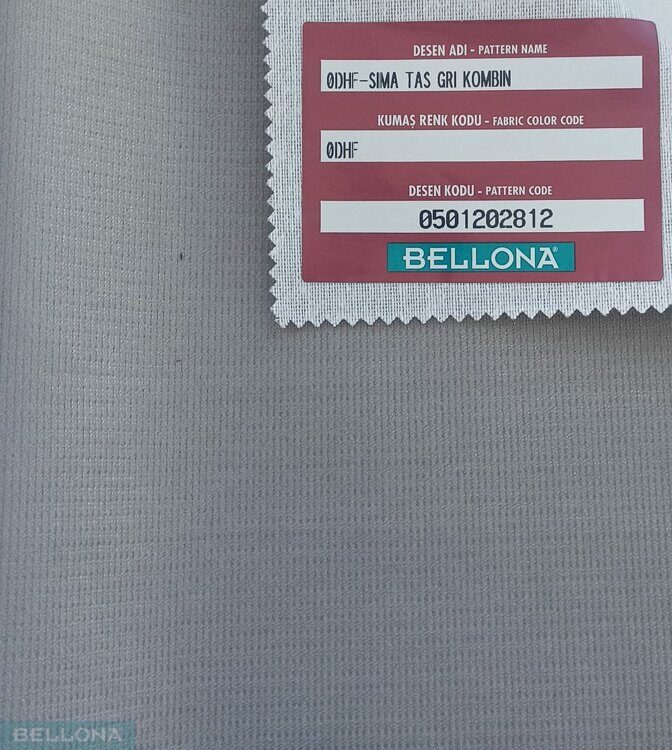 DESEN ADI - PATTERN NAME
0DHF-SIMA TAS GRI KOMBIN
KUMAŞ RENK KODU - FABRIC COLOR CODE
0DHF
DESEN KODU - PATTERN CODE
0501202812
BELLONA®
BELLONA